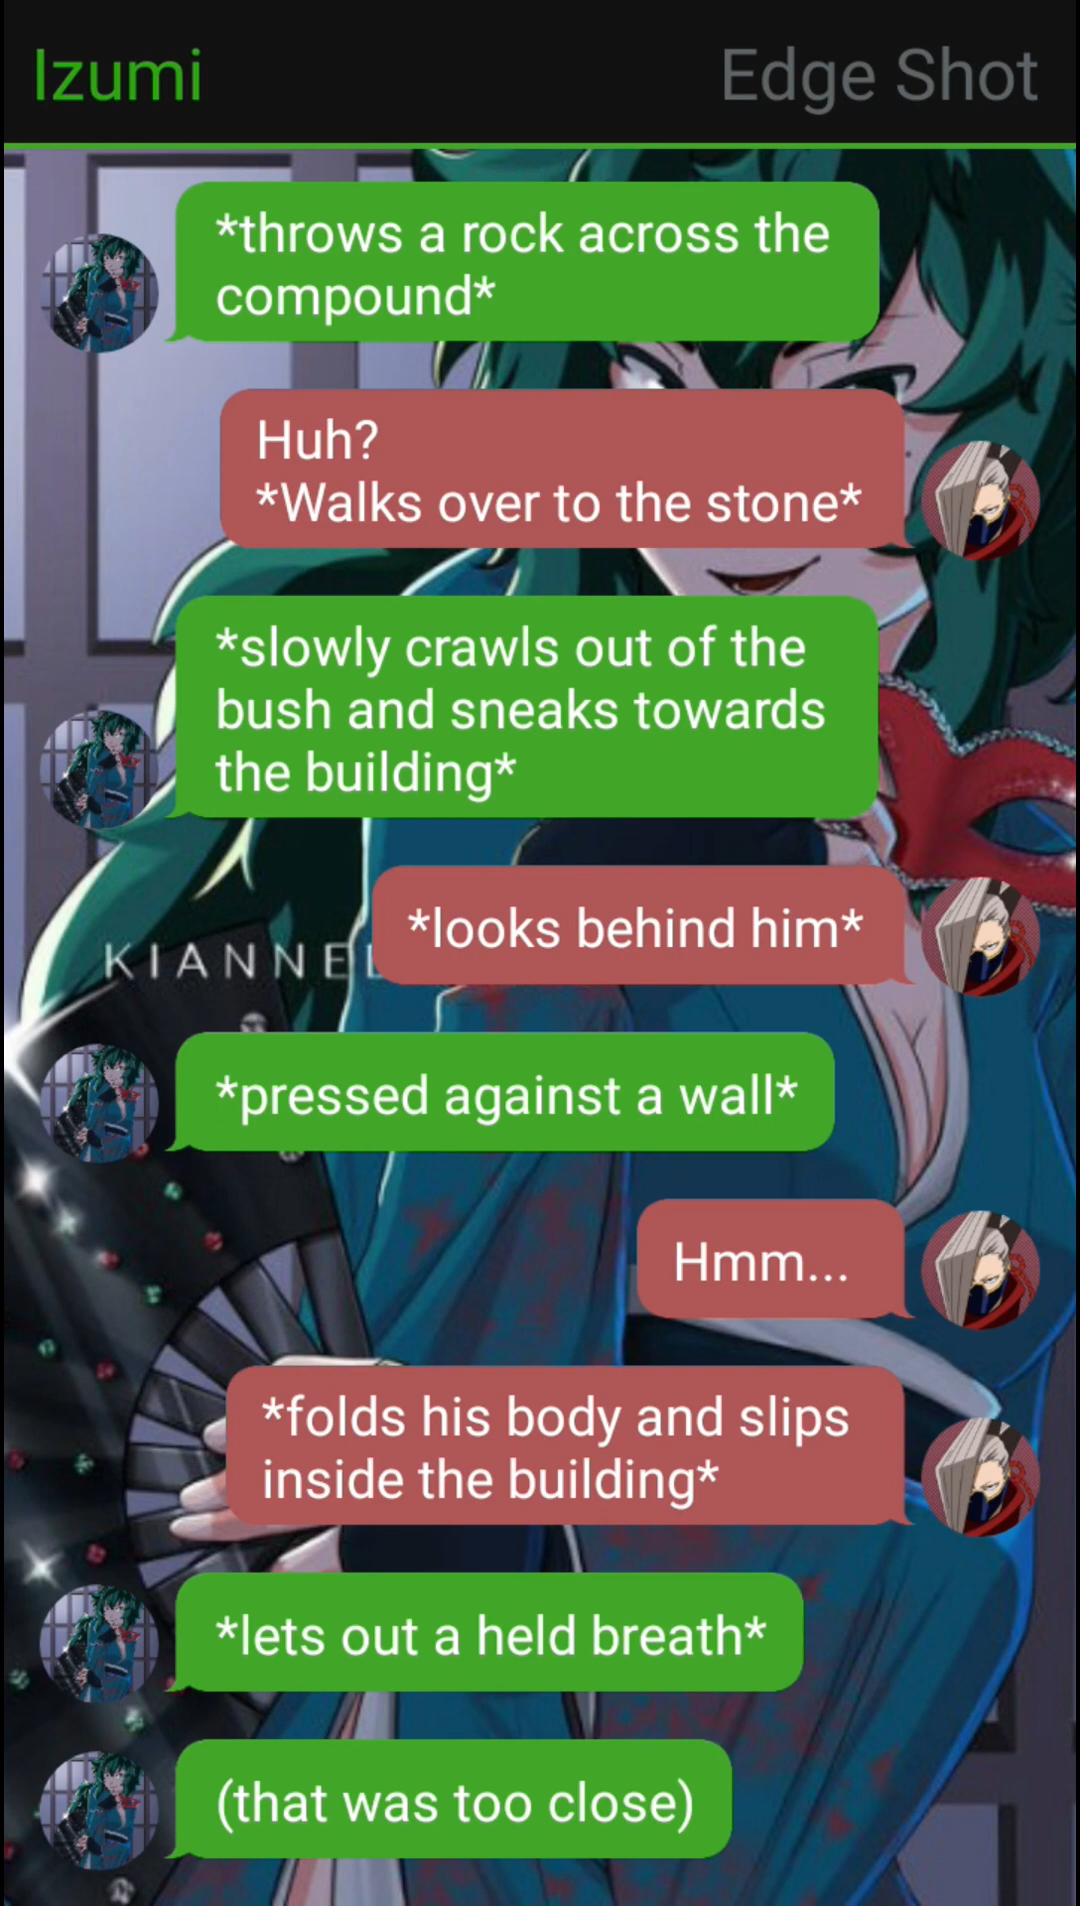 Izumi
Edge Shot
*throws a rock across the
compound*
Huh?
*Walks over to the stone*
*slowly crawls out of the
bush and sneaks towards
the building*
*looks behind him*
KIANNE
*pressed against a wall*
Hmm...
*folds his body and slips
inside the building*
*lets out a held breath*
(that was too close)